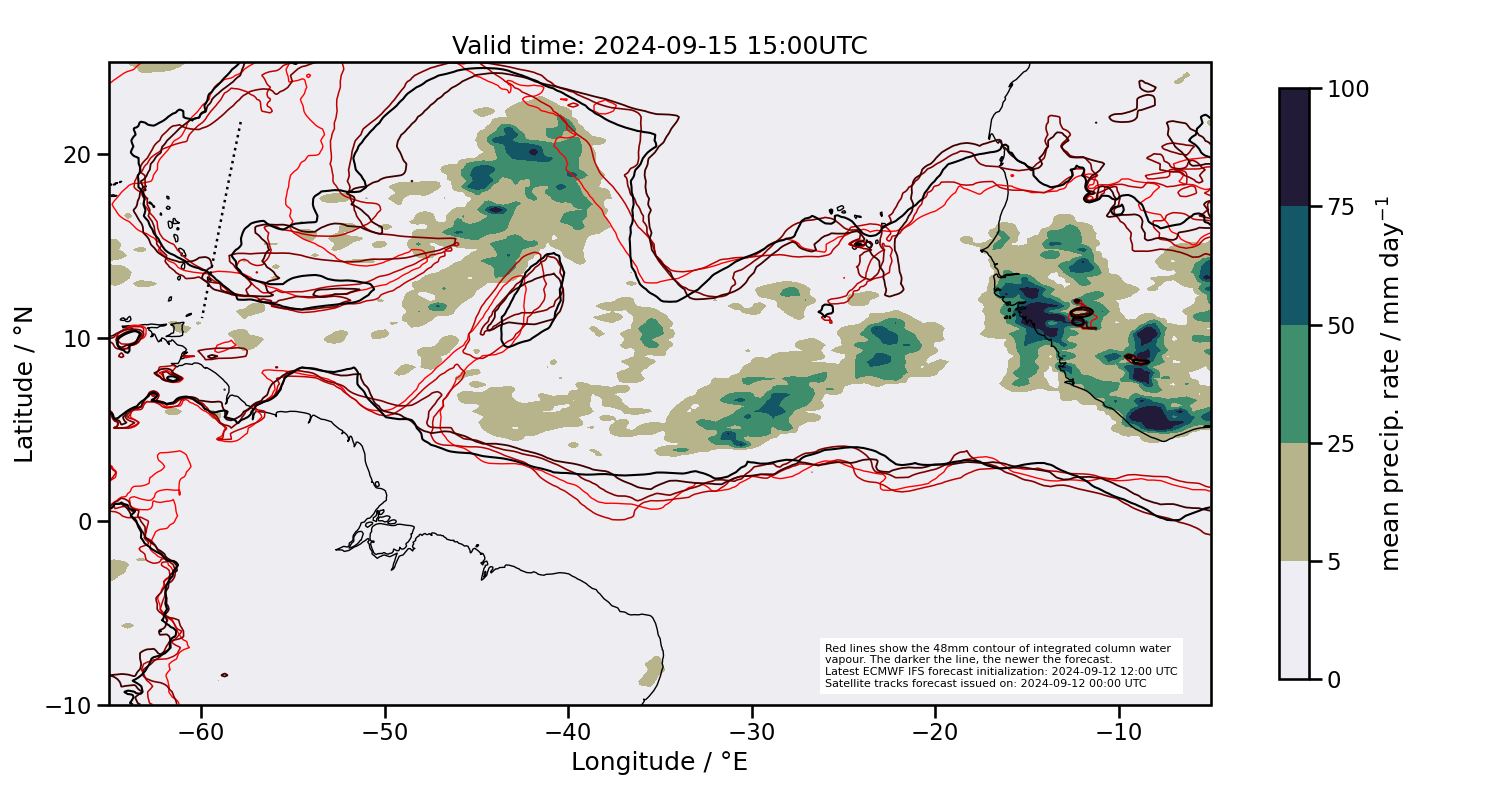 Valid time: 2024-09-15 15:00UTC
Latitude / °N
20
10
0
−10
−60
−50
−40
−30
−20
−10
Longitude / °E
Red lines show the 48mm contour of integrated column water
vapour. The darker the line, the newer the forecast.
Latest ECMWF IFS forecast initialization: 2024-09-12 12:00 UTC
Satellite tracks forecast issued on: 2024-09-12 00:00 UTC
100
75
50
25
5
0
mean precip. rate / mm day⁻¹